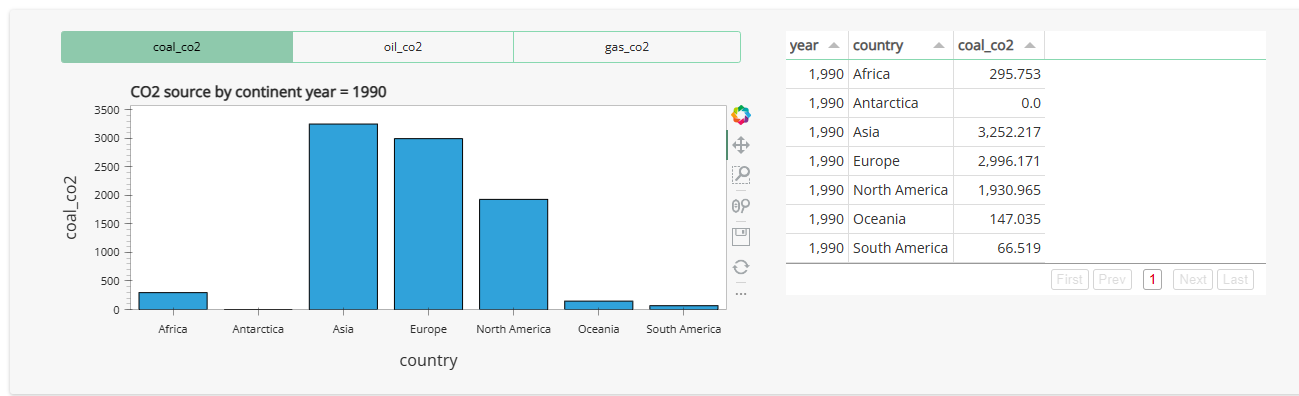 coal_co2 oil_co2 gas_co2
CO2 source by continent year = 1990
3500
3000
2500
2000
1500
1000
500
0
coal_co2
Africa Antarctica Asia Europe North America Oceania South America
country
year country coal_co2
1,990 Africa 295.753
1,990 Antarctica 0.0
1,990 Asia 3,252.217
1,990 Europe 2,996.171
1,990 North America 1,930.965
1,990 Oceania 147.035
1,990 South America 66.519
First Prev 1 Next Last